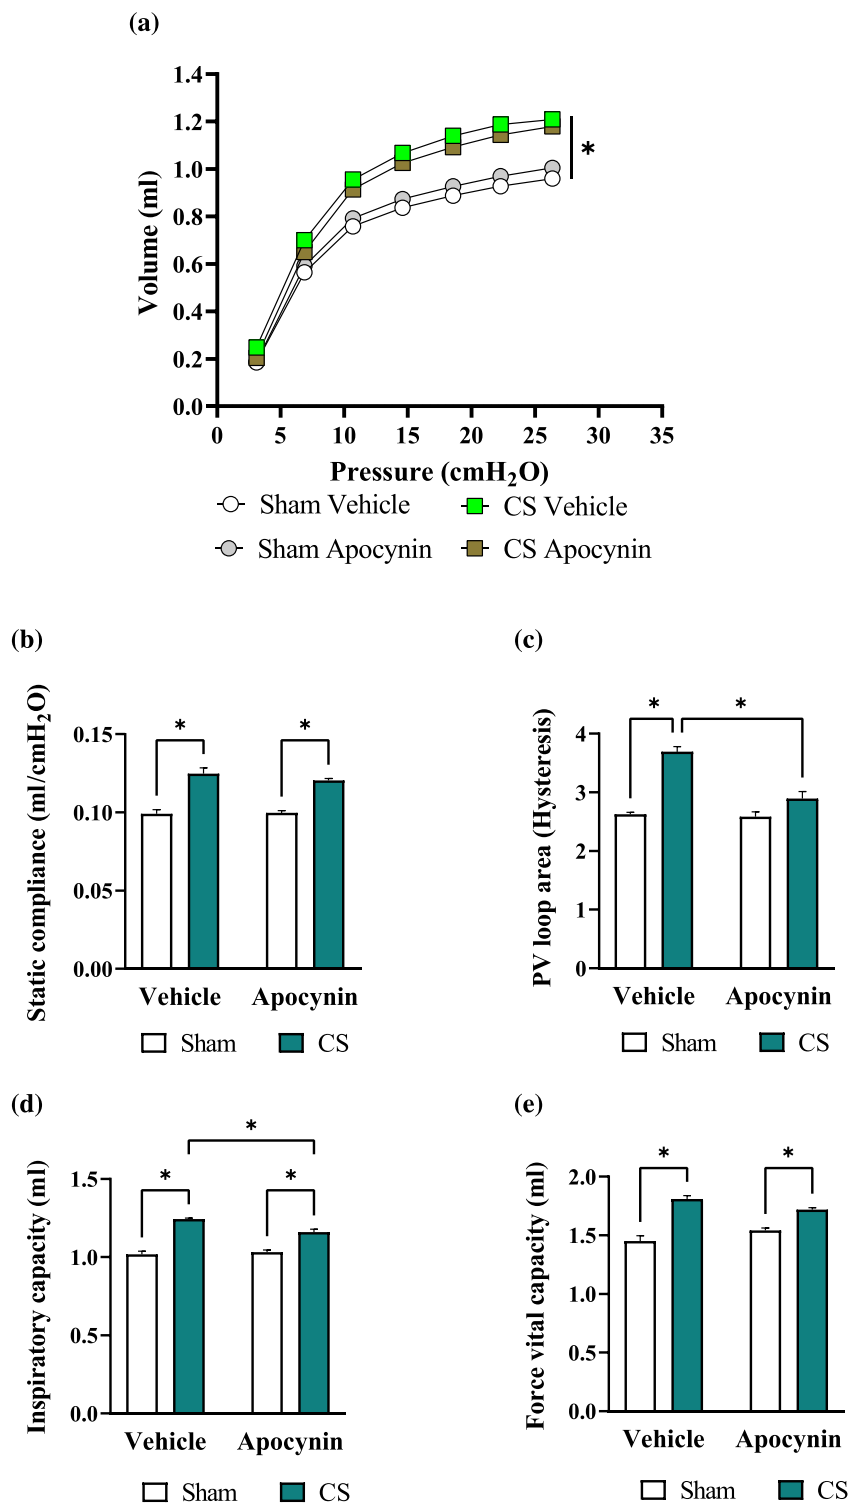 (a)
1.4
1.2
1.0
0.8
0.6
0.4
0.2
0.0
Volume (ml)
0 5 10 15 20 25 30 35
*
Pressure (cmH₂O)
Sham Vehicle CS Vehicle
Sham Apocynin CS Apocynin
(b)
Static compliance (ml/cmH₂O)
0.15
0.10
0.05
0.00
* *
Vehicle Apocynin
Sham CS
(c)
PV loop area (Hysteresis)
4
3
2
1
0
* *
Vehicle Apocynin
Sham CS
(d)
Inspiratory capacity (ml)
1.5
1.0
0.5
0.0
*
* *
Vehicle Apocynin
Sham CS
(e)
Force vital capacity (ml)
2.0
1.5
1.0
0.5
0.0
* *
Vehicle Apocynin
Sham CS